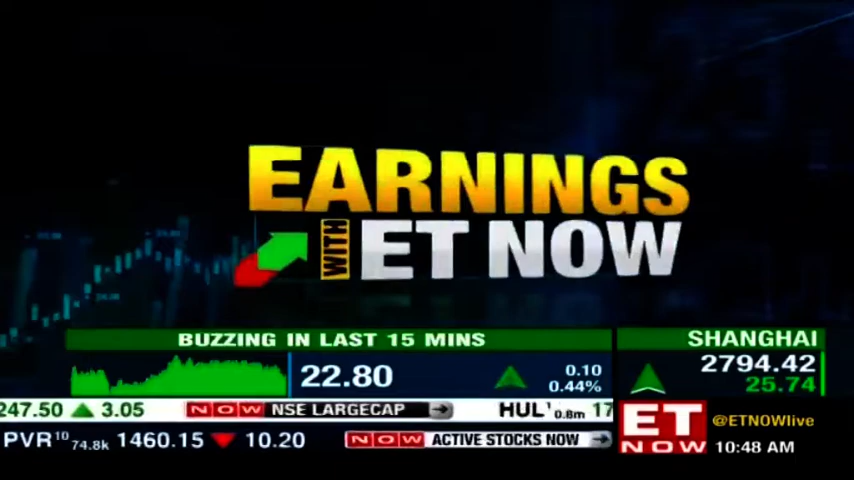 EARNINGS
WITH ET NOW
BUZZING IN LAST 15 MINS
22.80
0.10
0.44%
SHANGHAI
2794.42
25.74
247.50 3.05 NOW NSE LARGECAP HUL 0.8m 17
PVR 10 74.8k 1460.15 10.20 NOW ACTIVE STOCKS NOW
ET
NOW
@ETNOWlive
10:48 AM